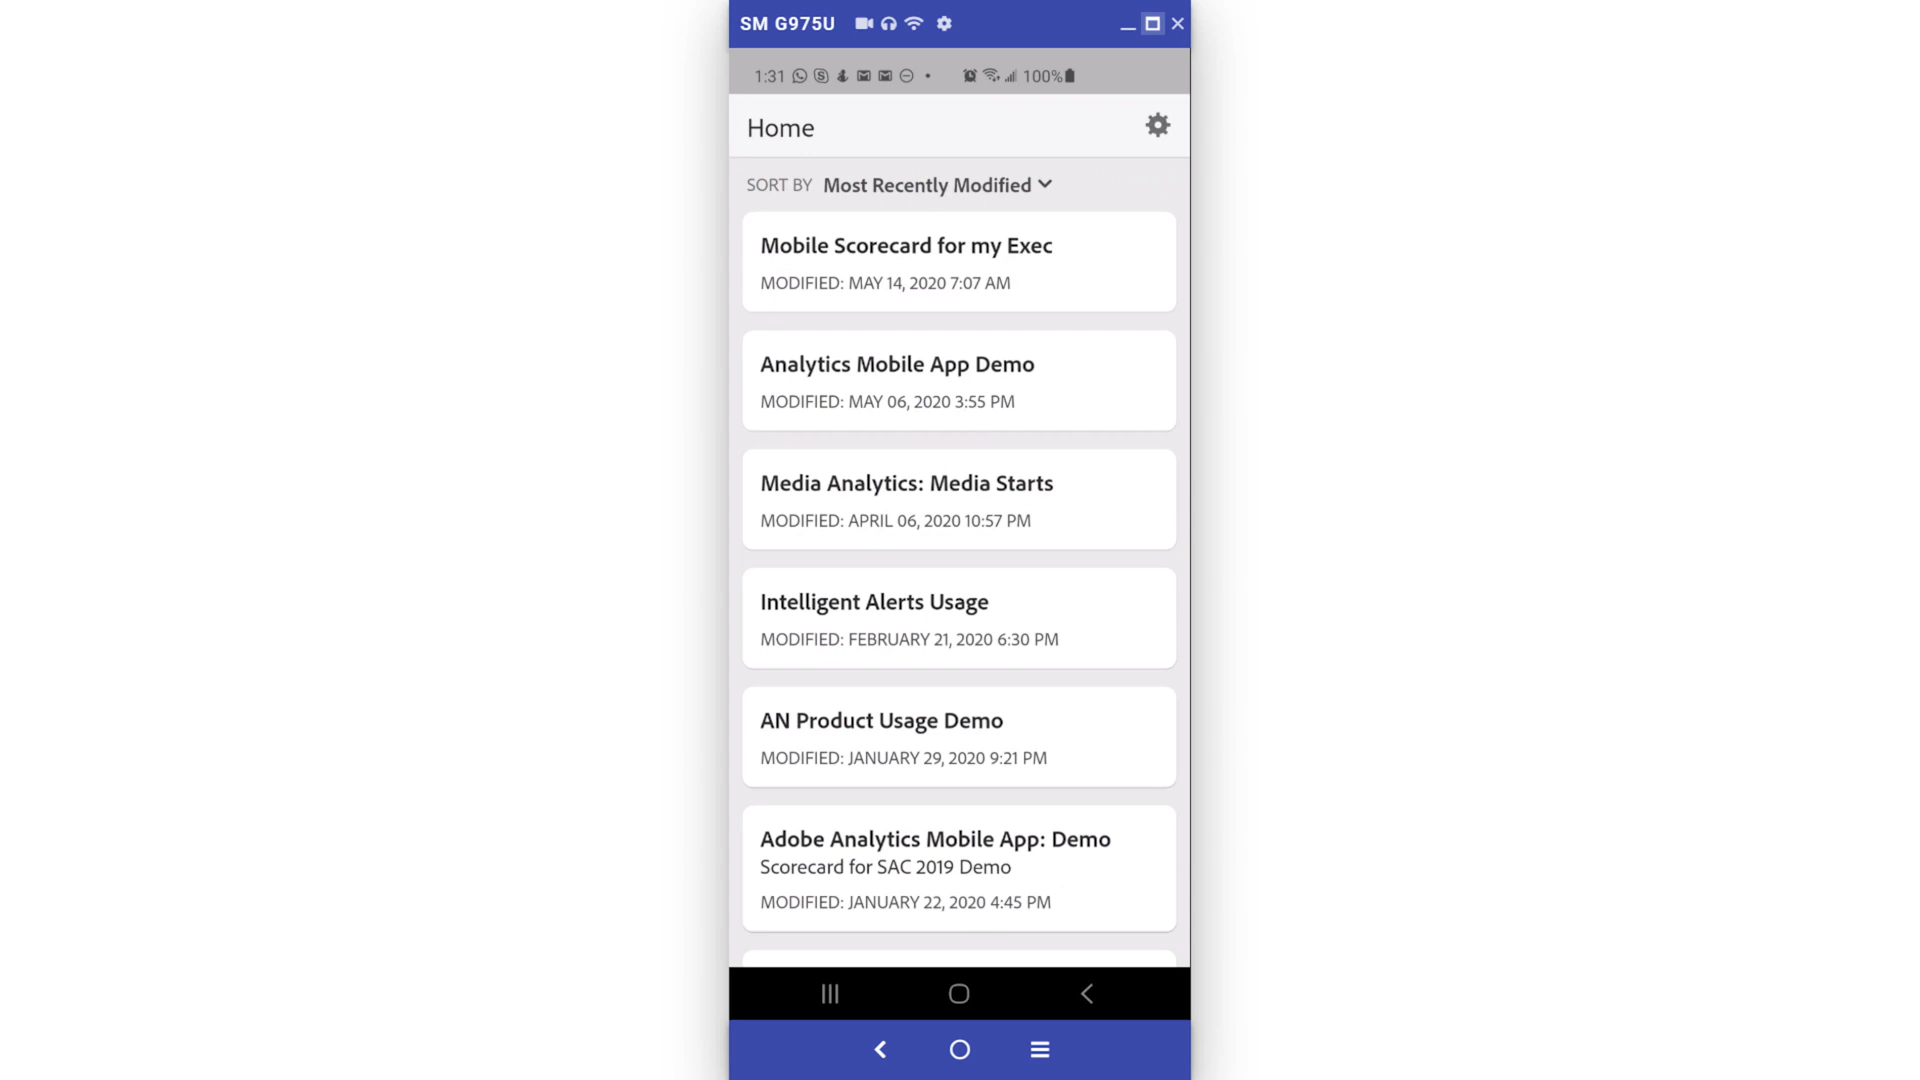 SM G975U
1:31 100%
Home
SORT BY Most Recently Modified
Mobile Scorecard for my Exec
MODIFIED: MAY 14, 2020 7:07 AM
Analytics Mobile App Demo
MODIFIED: MAY 06, 2020 3:55 PM
Media Analytics: Media Starts
MODIFIED: APRIL 06, 2020 10:57 PM
Intelligent Alerts Usage
MODIFIED: FEBRUARY 21, 2020 6:30 PM
AN Product Usage Demo
MODIFIED: JANUARY 29, 2020 9:21 PM
Adobe Analytics Mobile App: Demo
Scorecard for SAC 2019 Demo
MODIFIED: JANUARY 22, 2020 4:45 PM